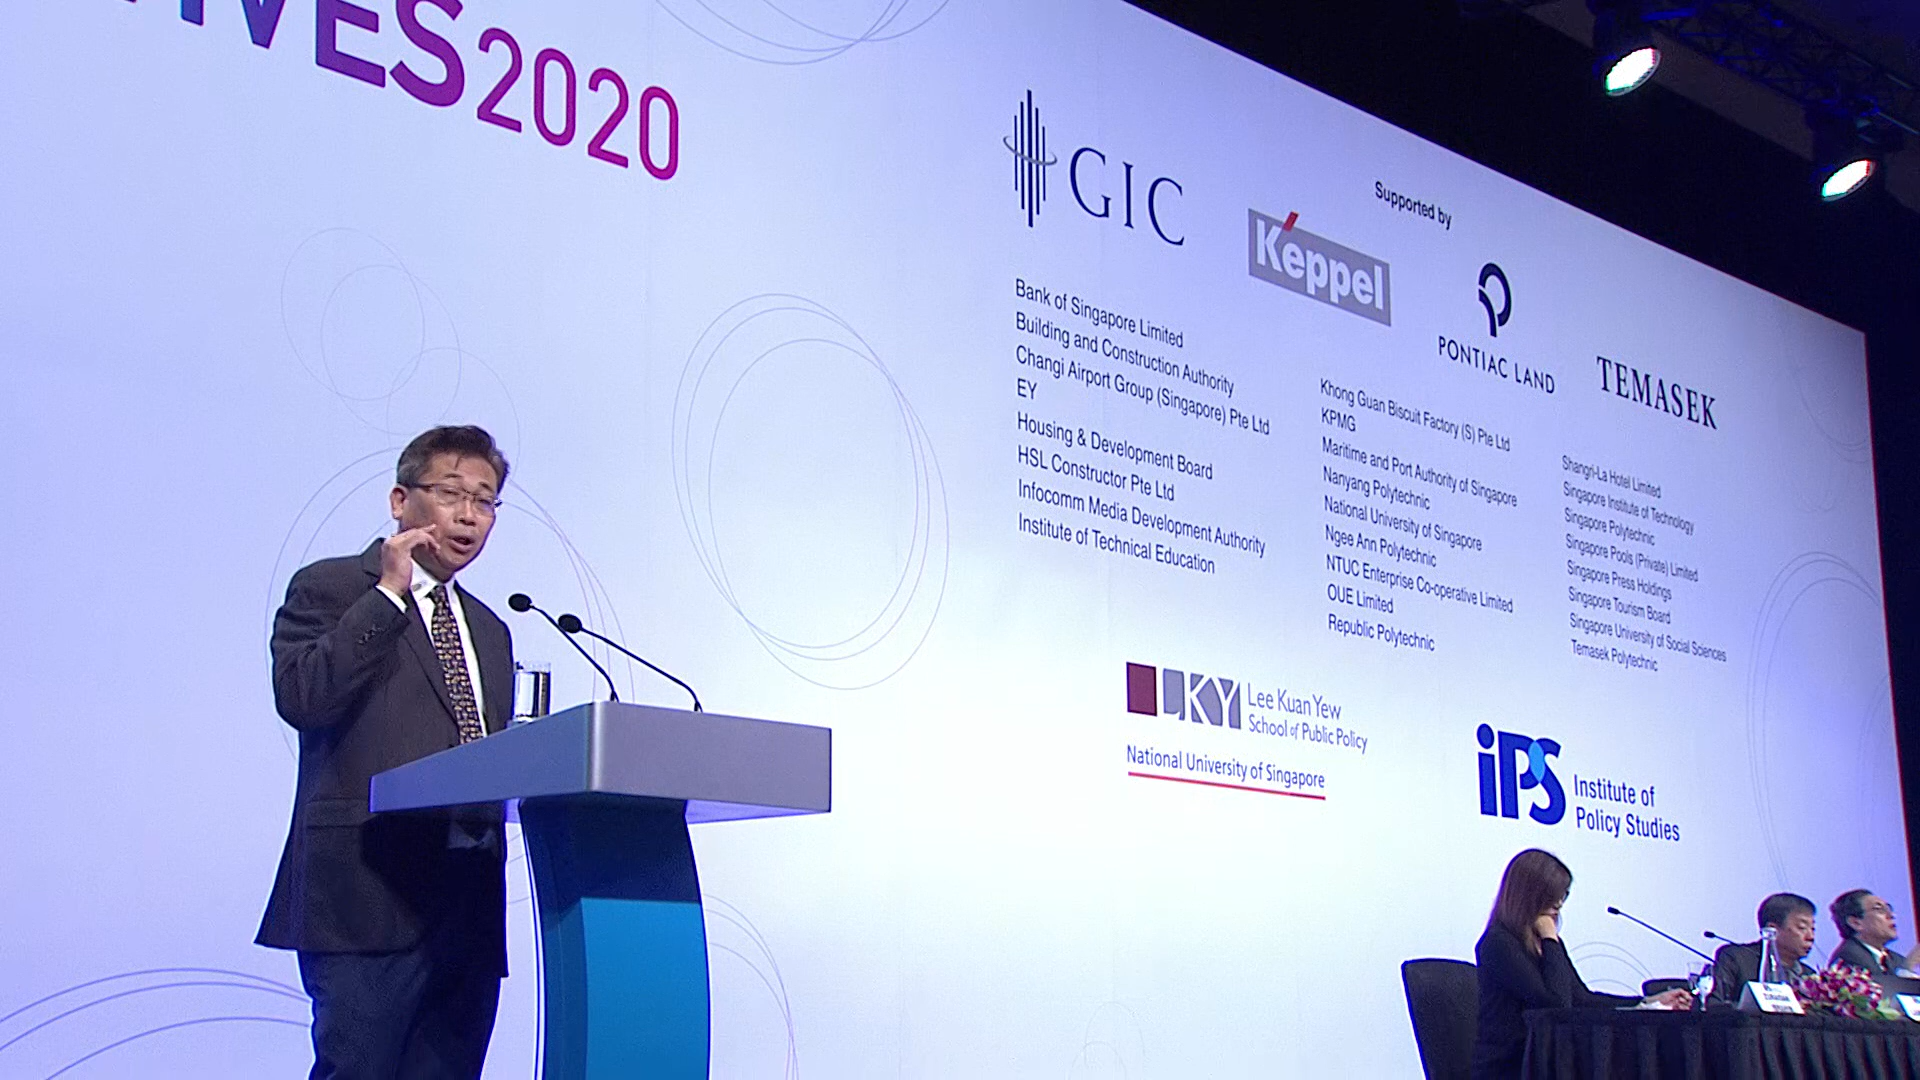 IVES2020
GIC
Keppel
Supported by
PONTIAC LAND
TEMASEK
Bank of Singapore Limited
Building and Construction Authority
Changi Airport Group (Singapore) Pte Ltd
EY
Housing & Development Board
HSL Constructor Pte Ltd
Infocomm Media Development Authority
Institute of Technical Education
Khong Guan Biscuit Factory (S) Pte Ltd
KPMG
Maritime and Port Authority of Singapore
Nanyang Polytechnic
National University of Singapore
Ngee Ann Polytechnic
NTUC Enterprise Co-operative Limited
OUE Limited
Republic Polytechnic
Shangri-La Hotel Limited
Singapore Institute of Technology
Singapore Polytechnic
Singapore Pools (Private) Limited
Singapore Press Holdings
Singapore Tourism Board
Singapore University of Social Sciences
Temasek Polytechnic
LKY
Lee Kuan Yew
School of Public Policy
National University of Singapore
iPS
Institute of
Policy Studies